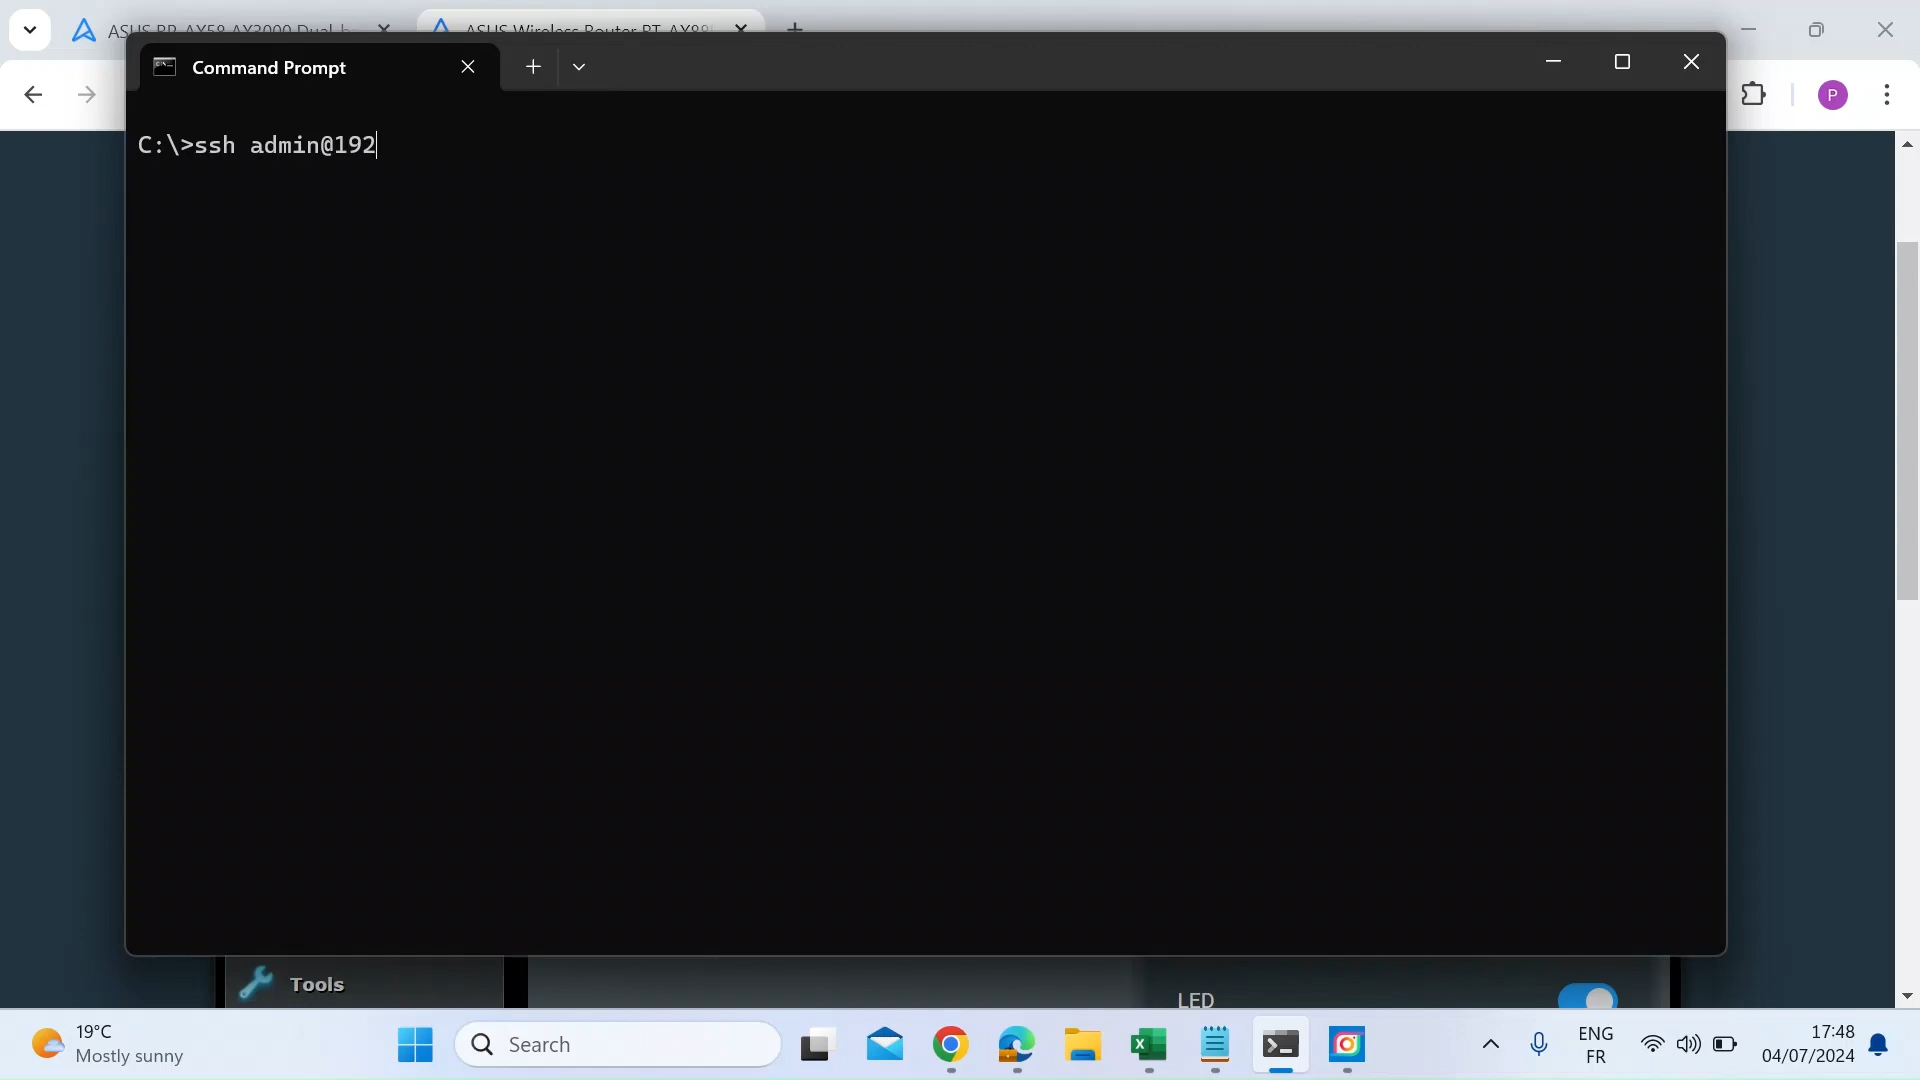 Command Prompt
P
C:\>ssh admin@192
Tools
LED
19°C
Mostly sunny
Search
ENG
FR
17:48
04/07/2024